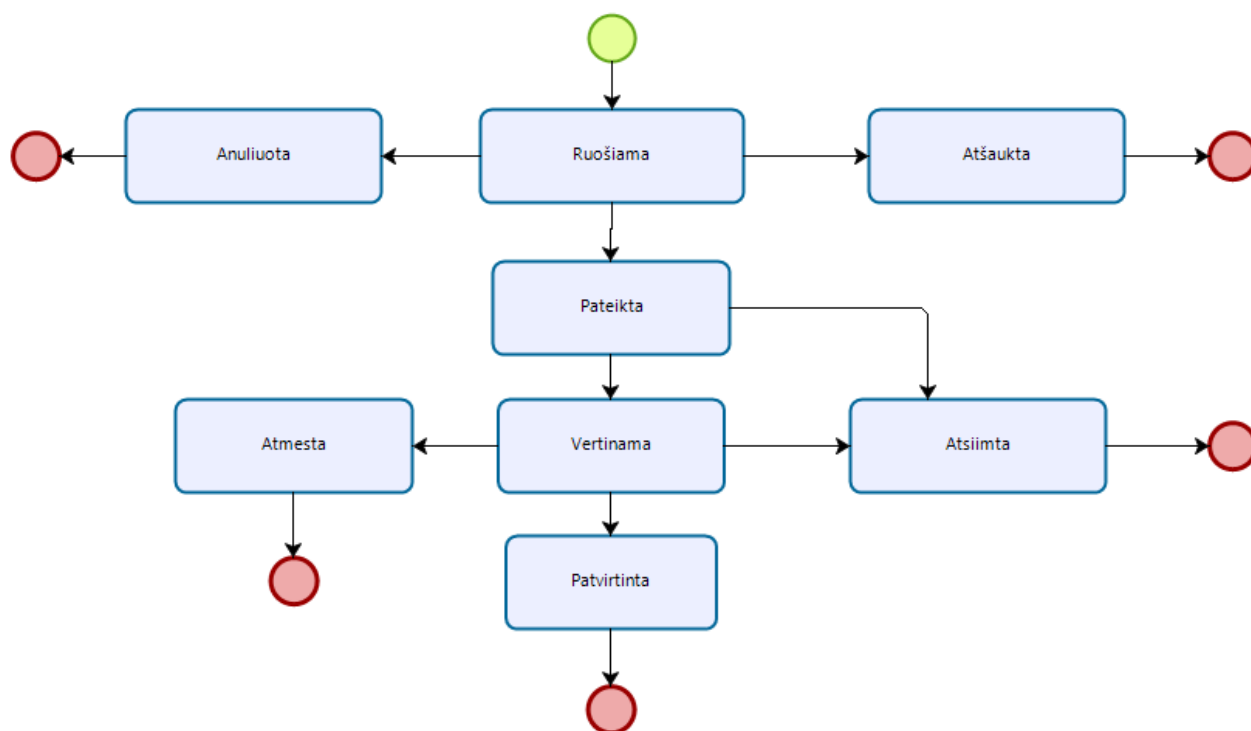 Anuliuota
Ruošiama
Atšaukta
Pateikta
Atmesta
Vertinama
Atsiimta
Patvirtinta